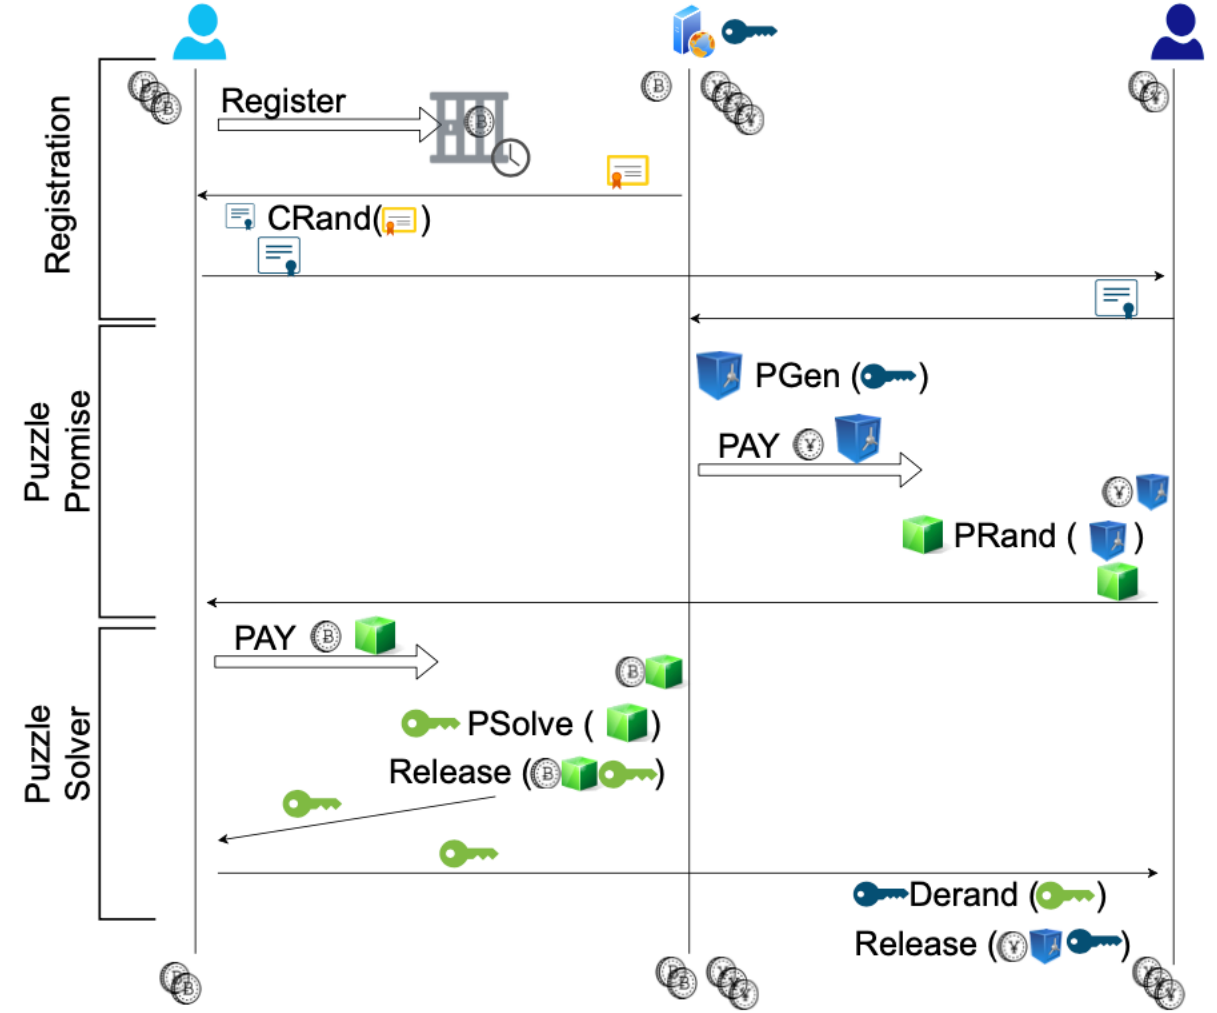 Register
Registration
CRand( )
PGen ( )
Puzzle
Promise
PAY
PRand ( )
PAY
Puzzle
Solver
PSolve ( )
Release ( )
Derand ( )
Release ( )